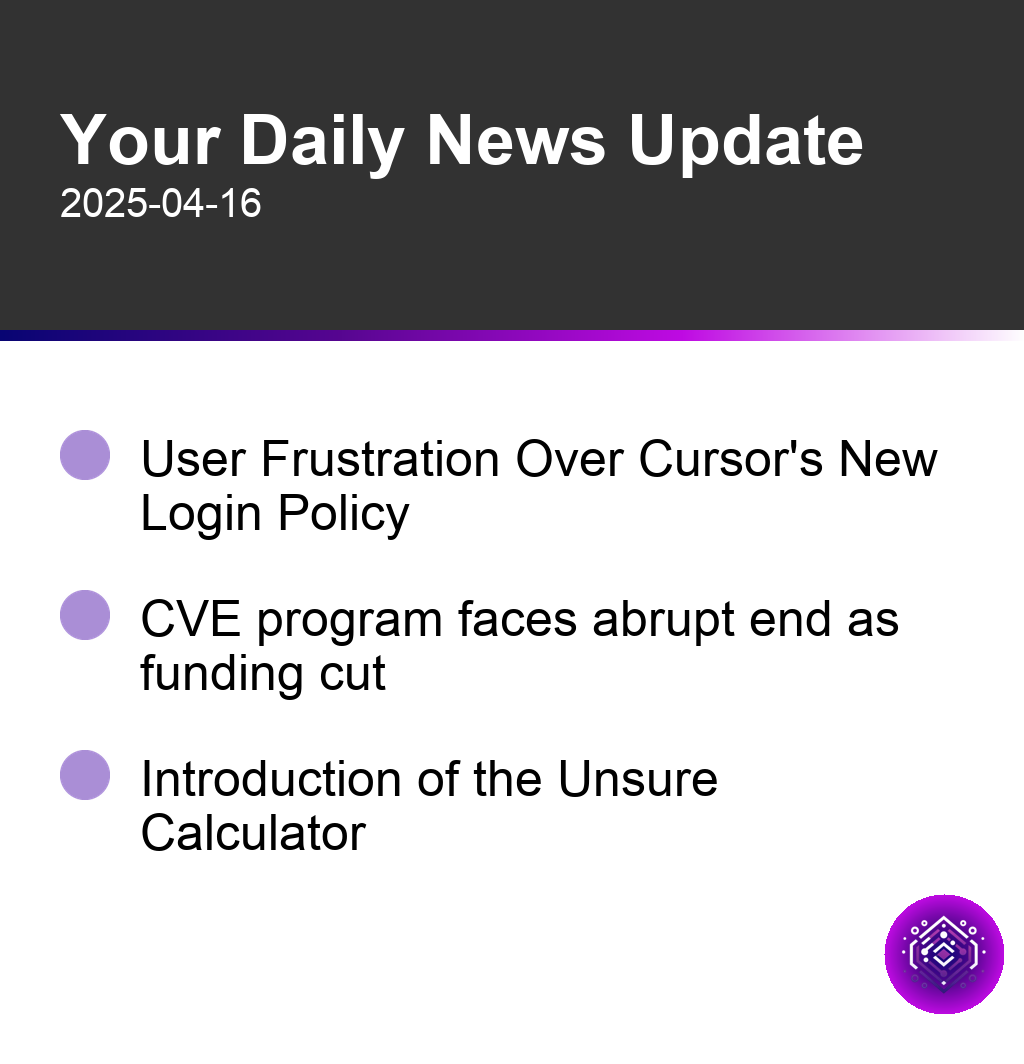 Your Daily News Update
2025-04-16
User Frustration Over Cursor's New
Login Policy
CVE program faces abrupt end as
funding cut
Introduction of the Unsure
Calculator